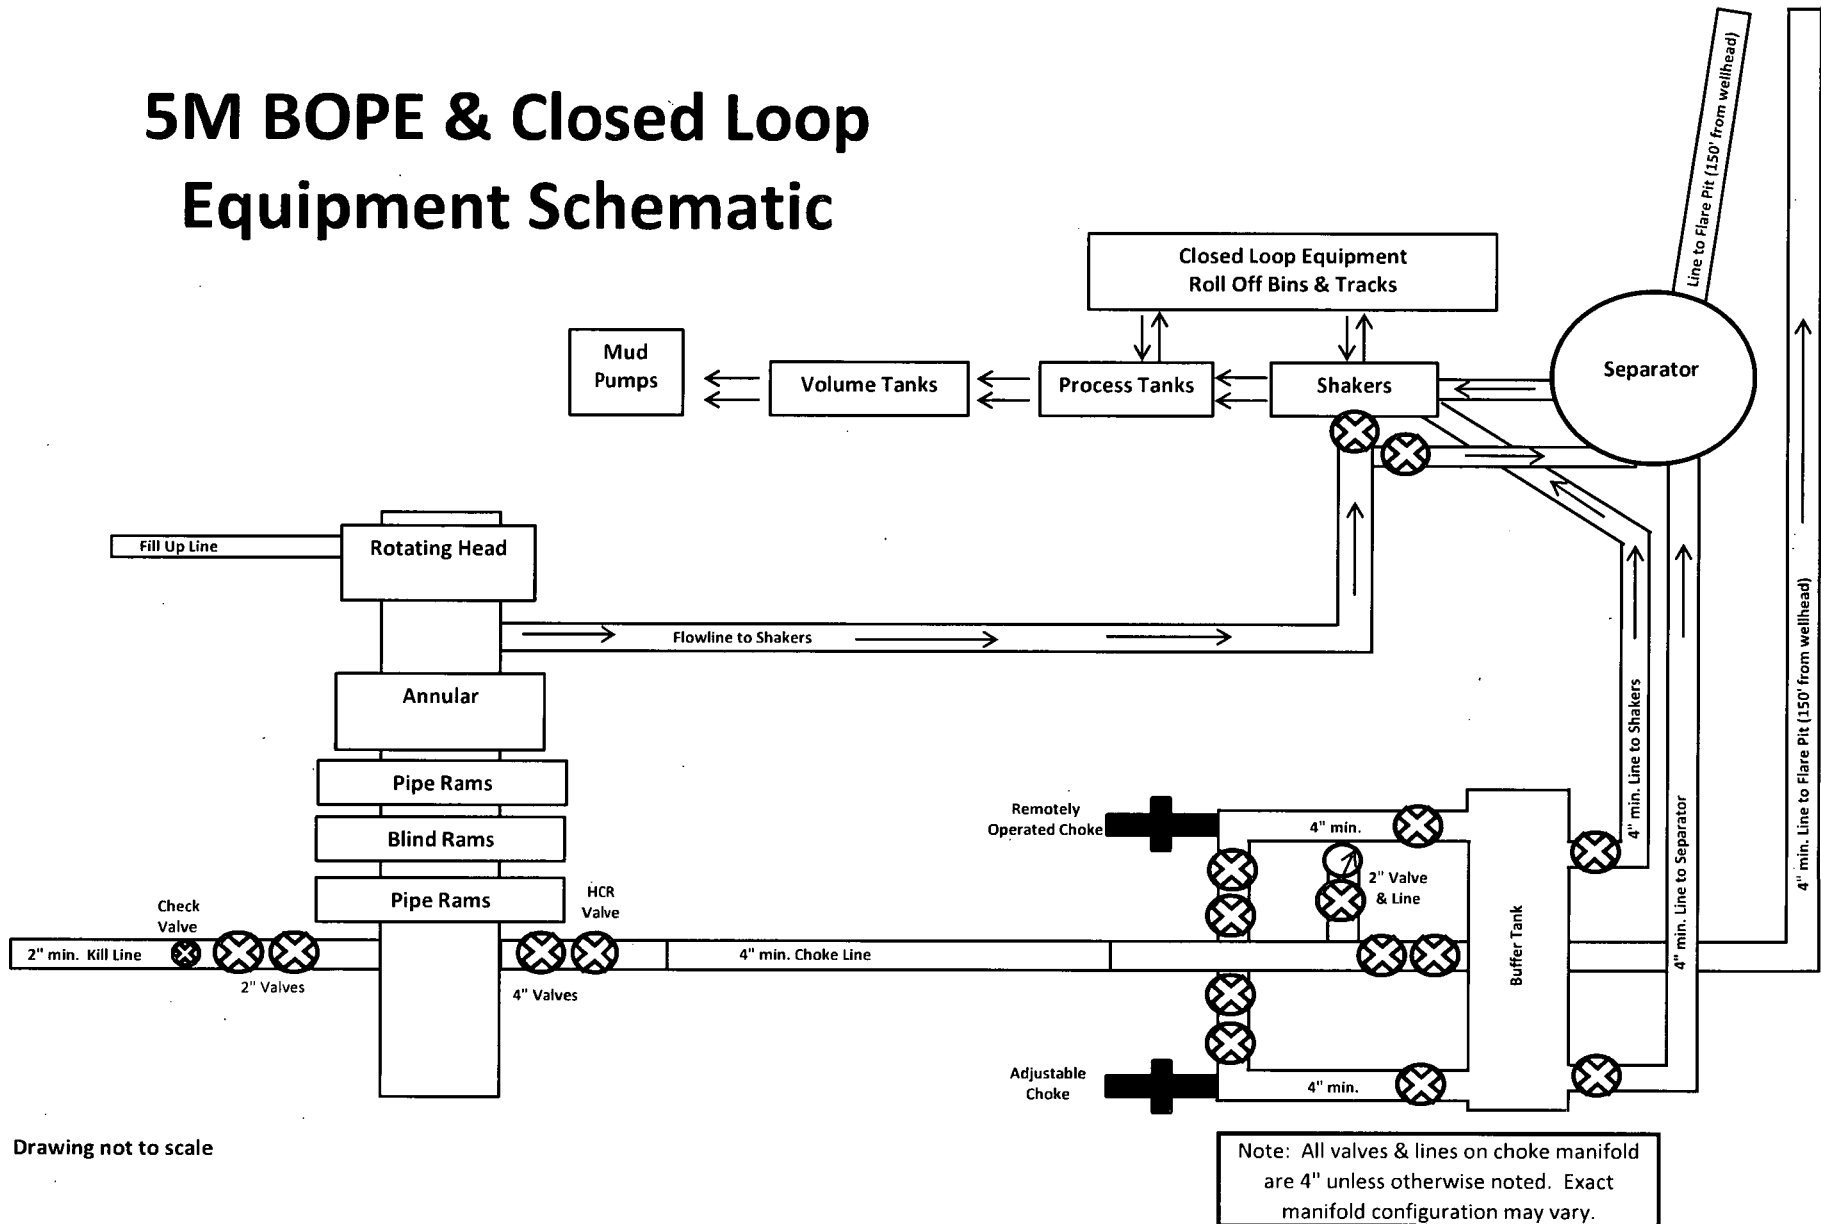 5M BOPE & Closed Loop
Equipment Schematic
Closed Loop Equipment
Roll Off Bins & Tracks
Line to Flare Pit (150' from wellhead)
Mud
Pumps
Volume Tanks
Process Tanks
Shakers
Separator
Fill Up Line
Rotating Head
Flowline to Shakers
Annular
Pipe Rams
Blind Rams
Pipe Rams
Check
Valve
HCR
Valve
2" min. Kill Line
2" Valves
4" Valves
4" min. Choke Line
Remotely
Operated Choke
4" min.
2" Valve
& Line
Buffer Tank
4" min. Line to Shakers
4" min. Line to Separator
4" min. Line to Flare Pit (150' from wellhead)
Adjustable
Choke
4" min.
Drawing not to scale
Note: All valves & lines on choke manifold
are 4" unless otherwise noted. Exact
manifold configuration may vary.